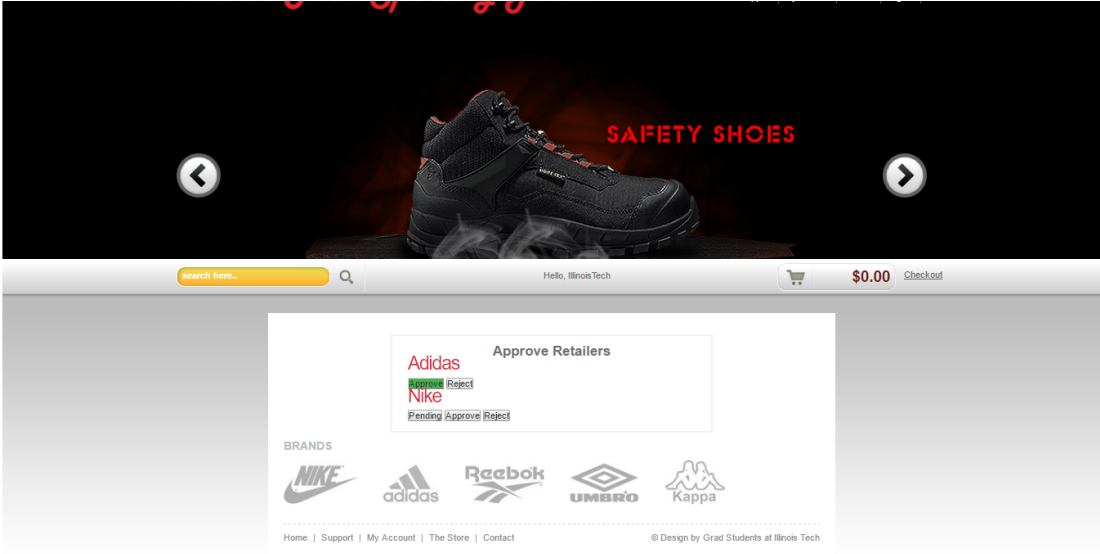 SAFETY SHOES
GORE-TEX
search here..
Hello, IllinoisTech
$0.00
Checkout
Approve Retailers
Adidas
Approve Reject
Nike
Pending Approve Reject
BRANDS
NIKE
adidas
Reebok
UMBRO
Kappa
Home | Support | My Account | The Store | Contact
© Design by Grad Students at Illinois Tech